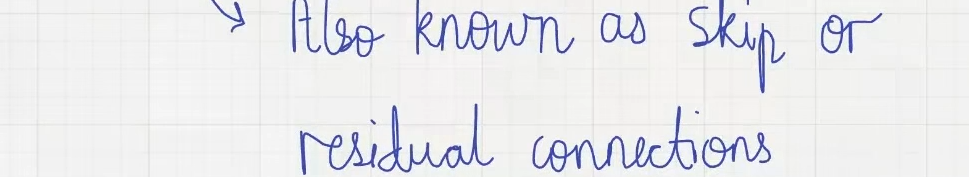 ↳ Also known as skip or
residual connections